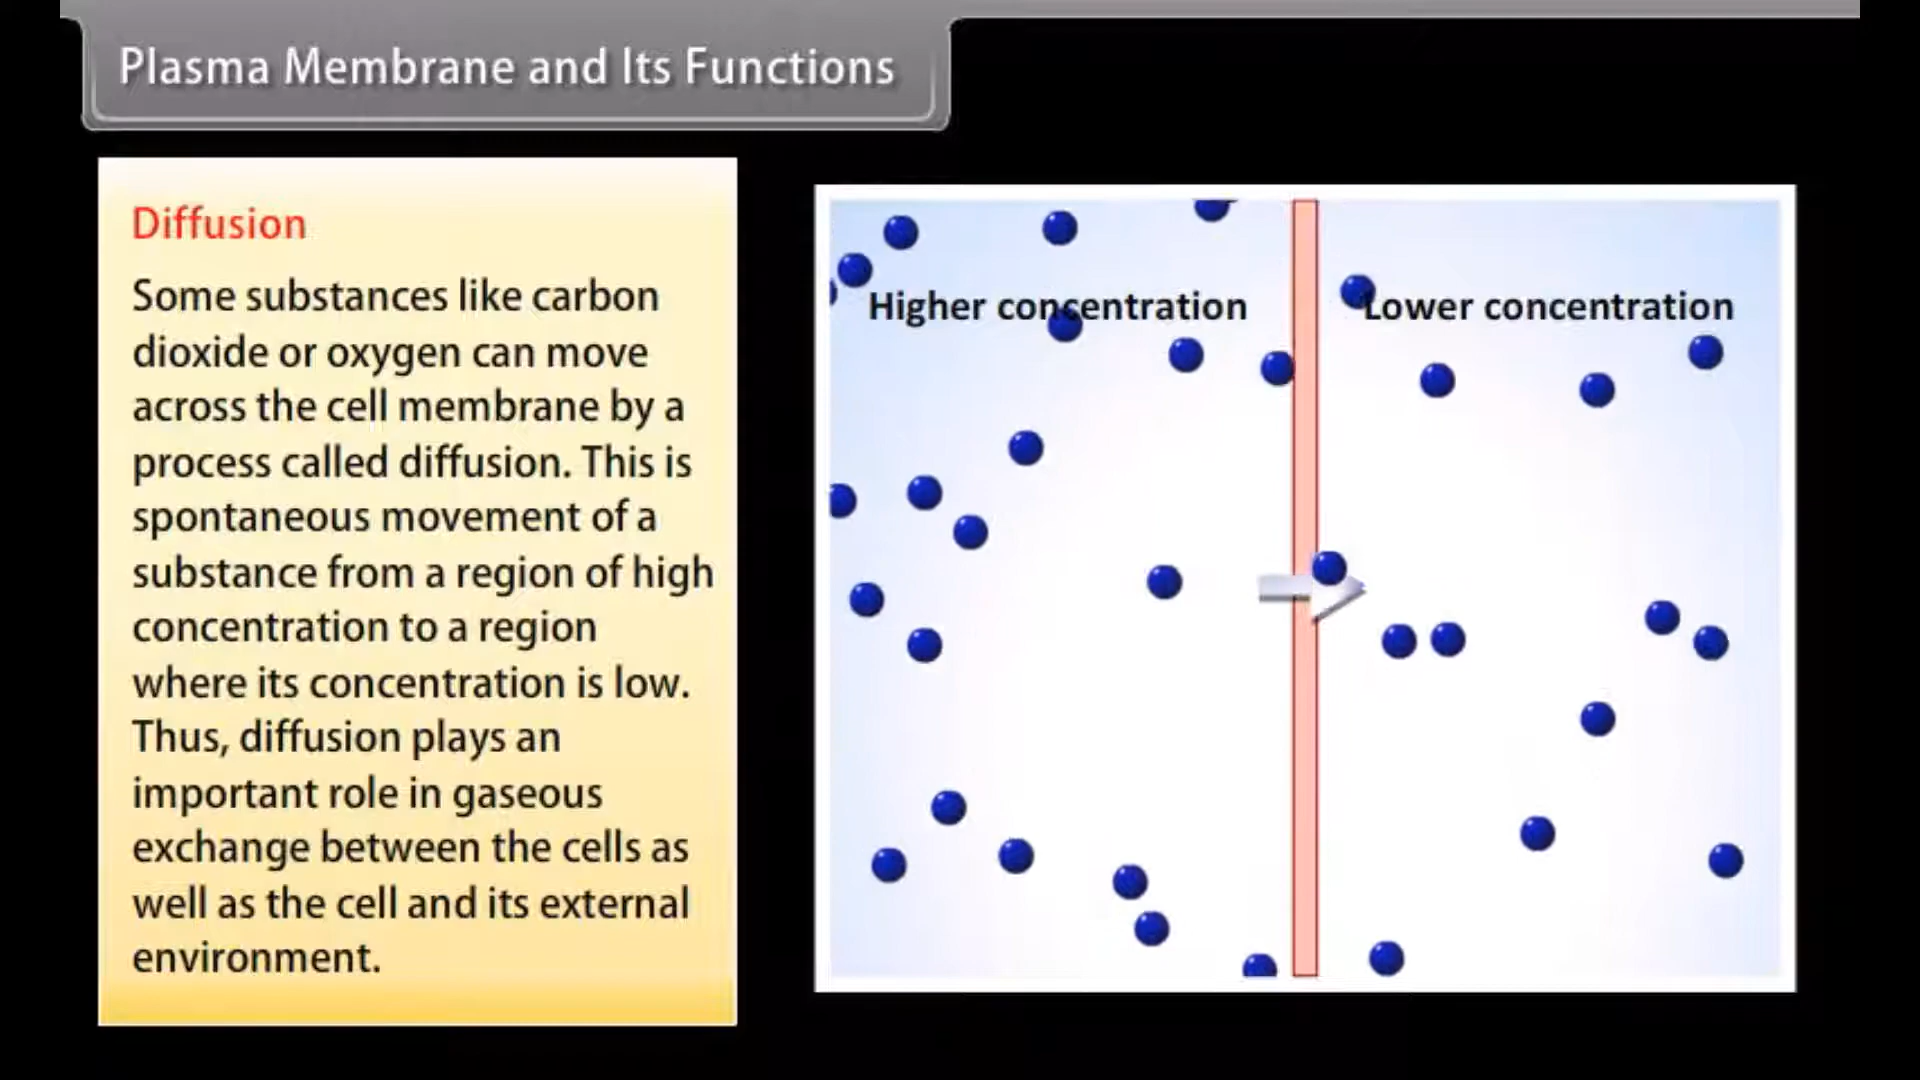 Plasma Membrane and Its Functions
Diffusion
Some substances like carbon
dioxide or oxygen can move
across the cell membrane by a
process called diffusion. This is
spontaneous movement of a
substance from a region of high
concentration to a region
where its concentration is low.
Thus, diffusion plays an
important role in gaseous
exchange between the cells as
well as the cell and its external
environment.
Higher concentration
Lower concentration